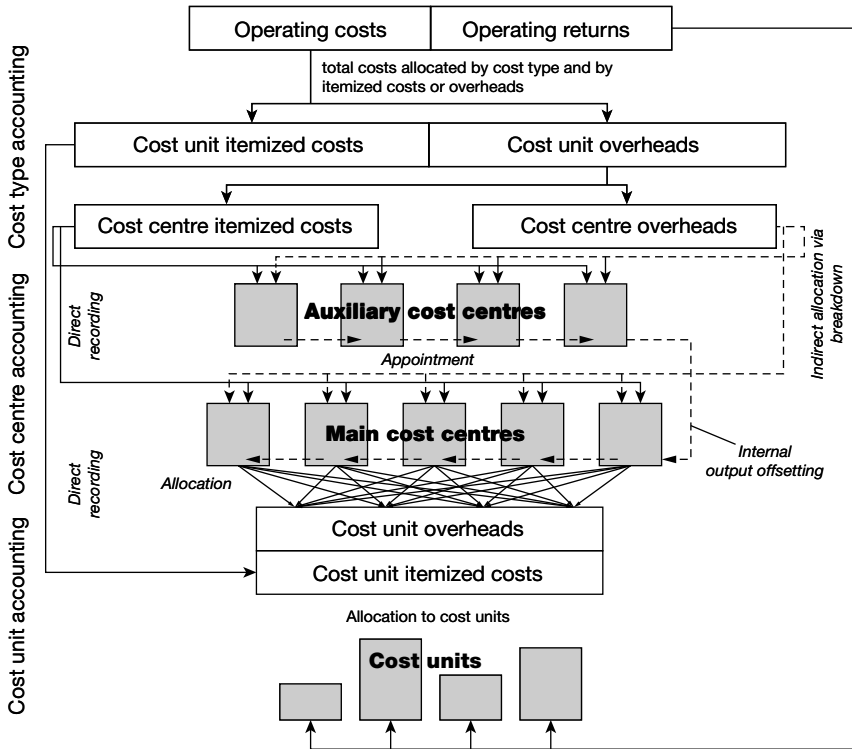 Operating costs
Operating returns
total costs allocated by cost type and by
itemized costs or overheads
Cost type accounting
Cost unit itemized costs
Cost unit overheads
Cost centre itemized costs
Cost centre overheads
Indirect allocation via
breakdown
Cost centre accounting
Direct
recording
Auxiliary cost centres
Appointment
Main cost centres
Internal
output offsetting
Allocation
Direct
recording
Cost unit overheads
Cost unit itemized costs
Cost unit accounting
Allocation to cost units
Cost units